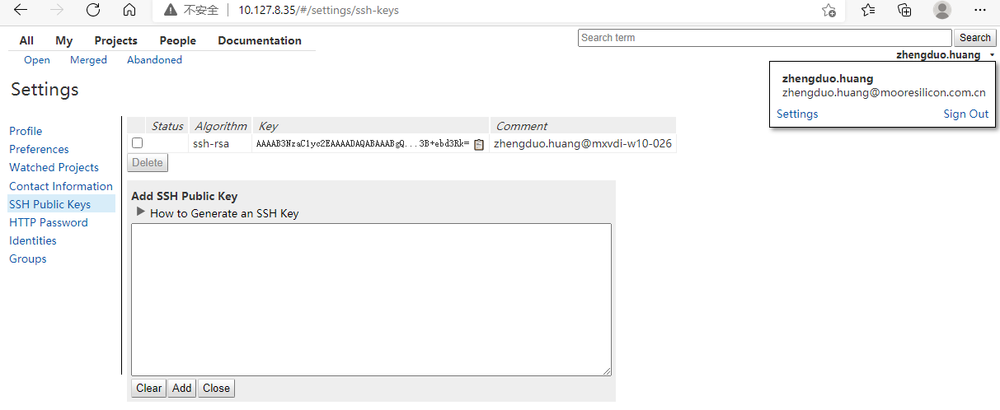 不安全 10.127.8.35/#/settings/ssh-keys
All My Projects People Documentation
Search term Search
Open Merged Abandoned
zhengduo.huang
zhengduo.huang
zhengduo.huang@mooresilicon.com.cn
Settings Sign Out
Settings
Profile
Preferences
Watched Projects
Contact Information
SSH Public Keys
HTTP Password
Identities
Groups
Status Algorithm Key Comment
ssh-rsa AAAAB3NzaC1yc2EAAAADAQABAAABgQ...3B+ebd3Rk= zhengduo.huang@mxvdi-w10-026
Delete
Add SSH Public Key
How to Generate an SSH Key
Clear Add Close